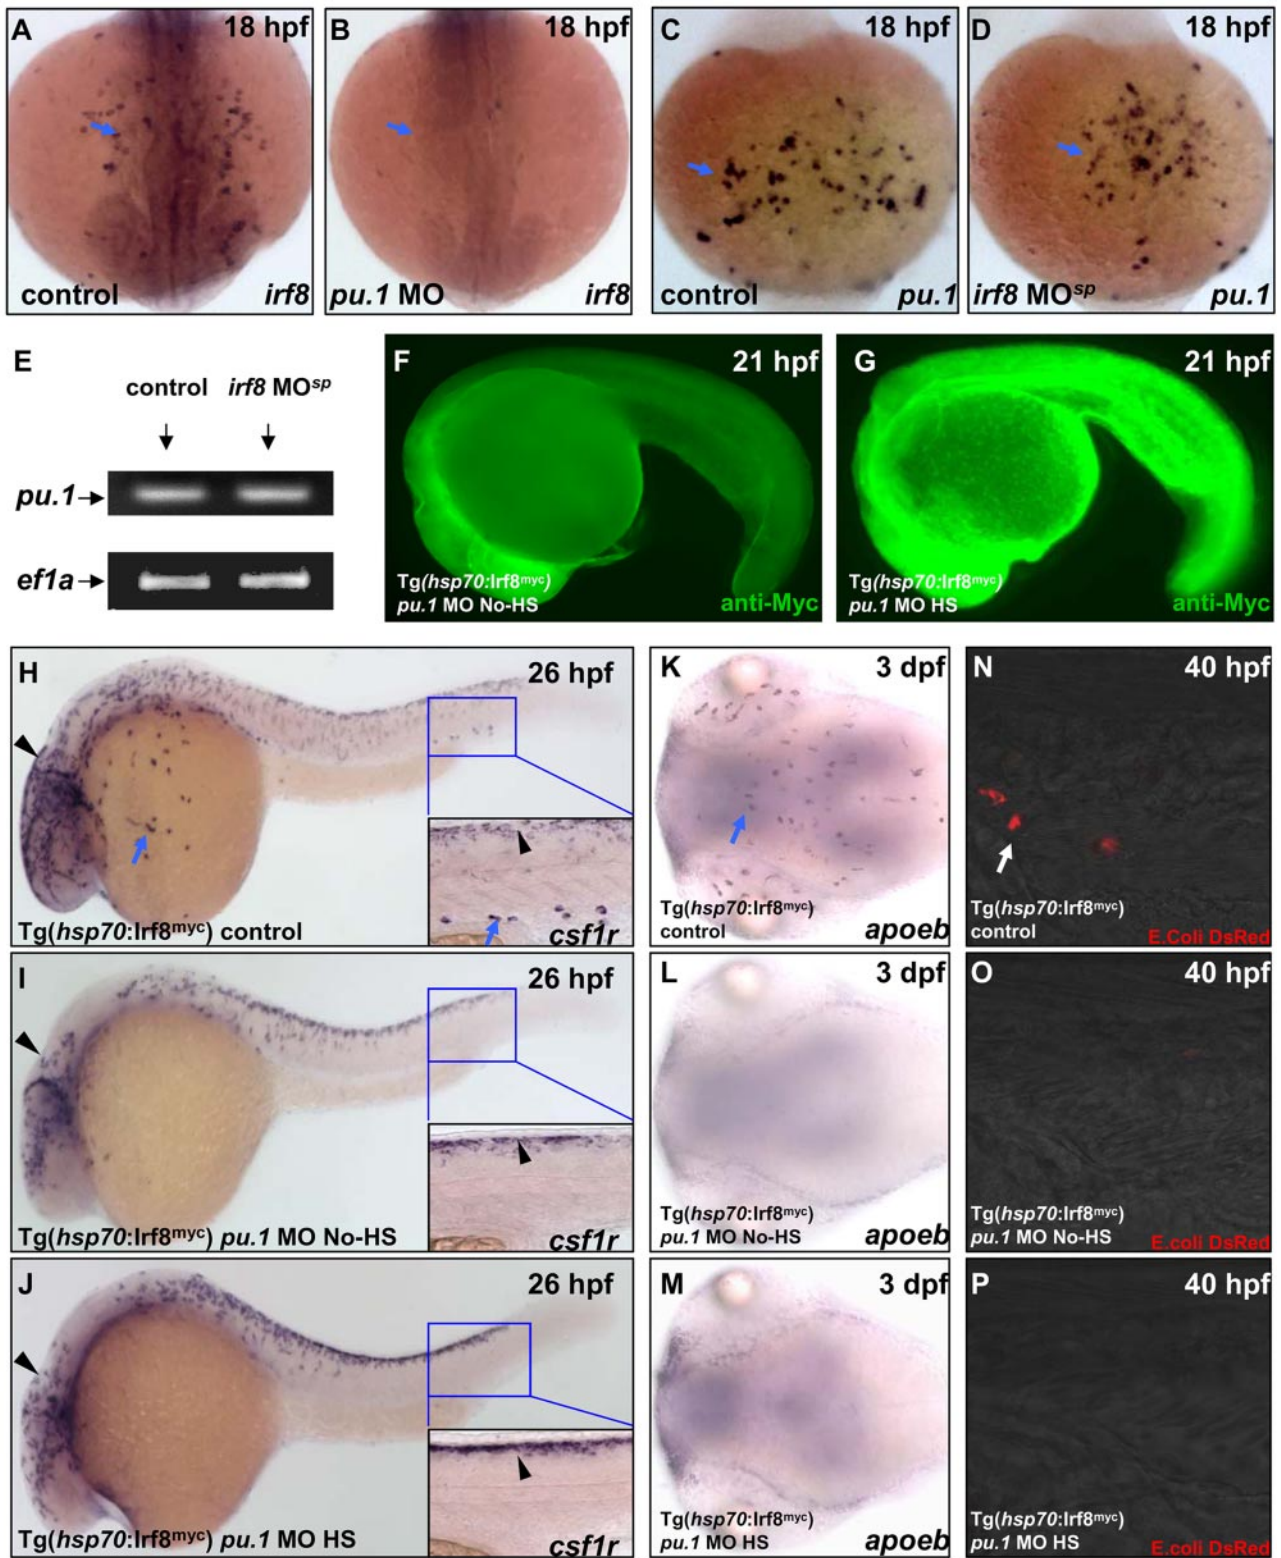 A 18 hpf
control irf8
B 18 hpf
pu.1 MO irf8
C 18 hpf
control pu.1
D 18 hpf
irf8 MOsp pu.1
E
control irf8 MOsp
pu.1
ef1a
F 21 hpf
Tg(hsp70:Irf8myc)
pu.1 MO No-HS anti-Myc
G 21 hpf
Tg(hsp70:Irf8myc)
pu.1 MO HS anti-Myc
H 26 hpf
Tg(hsp70:Irf8myc) control csf1r
K 3 dpf
Tg(hsp70:Irf8myc)
control apoeb
N 40 hpf
Tg(hsp70:Irf8myc)
control E.Coli DsRed
I 26 hpf
Tg(hsp70:Irf8myc) pu.1 MO No-HS csf1r
L 3 dpf
Tg(hsp70:Irf8myc)
pu.1 MO No-HS apoeb
O 40 hpf
Tg(hsp70:Irf8myc)
pu.1 MO No-HS E.coli DsRed
J 26 hpf
Tg(hsp70:Irf8myc) pu.1 MO HS csf1r
M 3 dpf
Tg(hsp70:Irf8myc)
pu.1 MO HS apoeb
P 40 hpf
Tg(hsp70:Irf8myc)
pu.1 MO HS E.coli DsRed